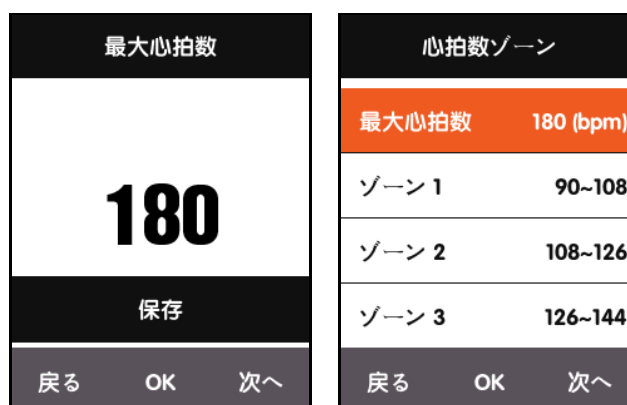 最大心拍数
180
保存
戻る OK 次へ
心拍数ゾーン
最大心拍数 180 (bpm)
ゾーン 1 90~108
ゾーン 2 108~126
ゾーン 3 126~144
戻る OK 次へ